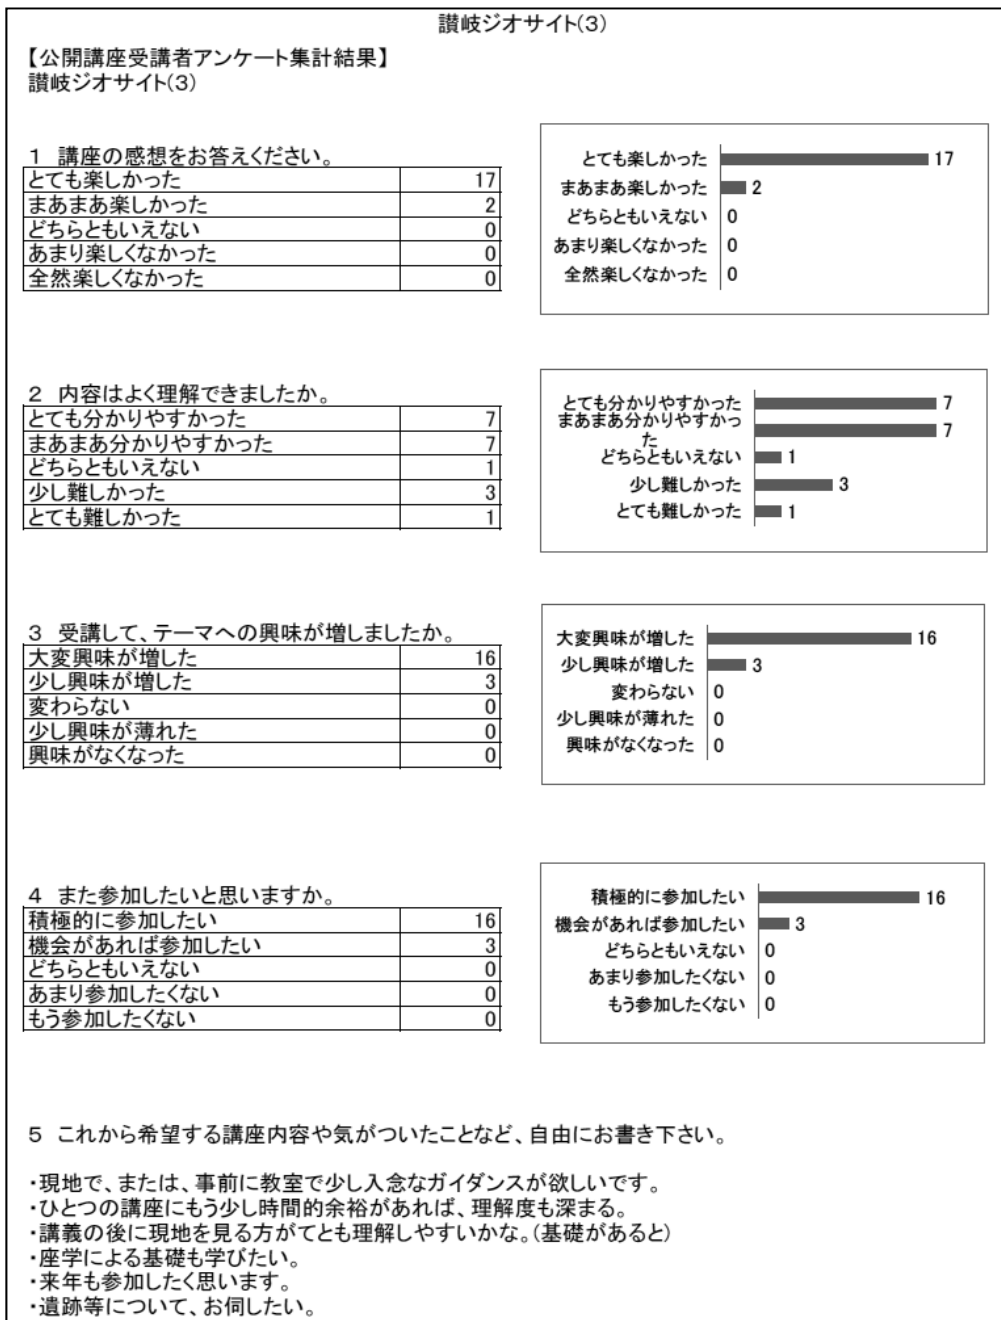 讃岐ジオサイト(3)
【公開講座受講者アンケート集計結果】
讃岐ジオサイト(3)
1 講座の感想をお答えください。
とても楽しかった 17
まあまあ楽しかった 2
どちらともいえない 0
あまり楽しくなかった 0
全然楽しくなかった 0
とても楽しかった 17
まあまあ楽しかった 2
どちらともいえない 0
あまり楽しくなかった 0
全然楽しくなかった 0
2 内容はよく理解できましたか。
とても分かりやすかった 7
まあまあ分かりやすかった 7
どちらともいえない 1
少し難しかった 3
とても難しかった 1
とても分かりやすかった 7
まあまあ分かりやすかっ
た 7
どちらともいえない 1
少し難しかった 3
とても難しかった 1
3 受講して、テーマへの興味が増しましたか。
大変興味が増した 16
少し興味が増した 3
変わらない 0
少し興味が薄れた 0
興味がなくなった 0
大変興味が増した 16
少し興味が増した 3
変わらない 0
少し興味が薄れた 0
興味がなくなった 0
4 また参加したいと思いますか。
積極的に参加したい 16
機会があれば参加したい 3
どちらともいえない 0
あまり参加したくない 0
もう参加したくない 0
積極的に参加したい 16
機会があれば参加したい 3
どちらともいえない 0
あまり参加したくない 0
もう参加したくない 0
5 これから希望する講座内容や気がついたことなど、自由にお書き下さい。
・現地で、または、事前に教室で少し入念なガイダンスが欲しいです。
・ひとつの講座にもう少し時間的余裕があれば、理解度も深まる。
・講義の後に現地を見る方がてとも理解しやすいかな。(基礎があると)
・座学による基礎も学びたい。
・来年も参加したく思います。
・遺跡等について、お伺したい。